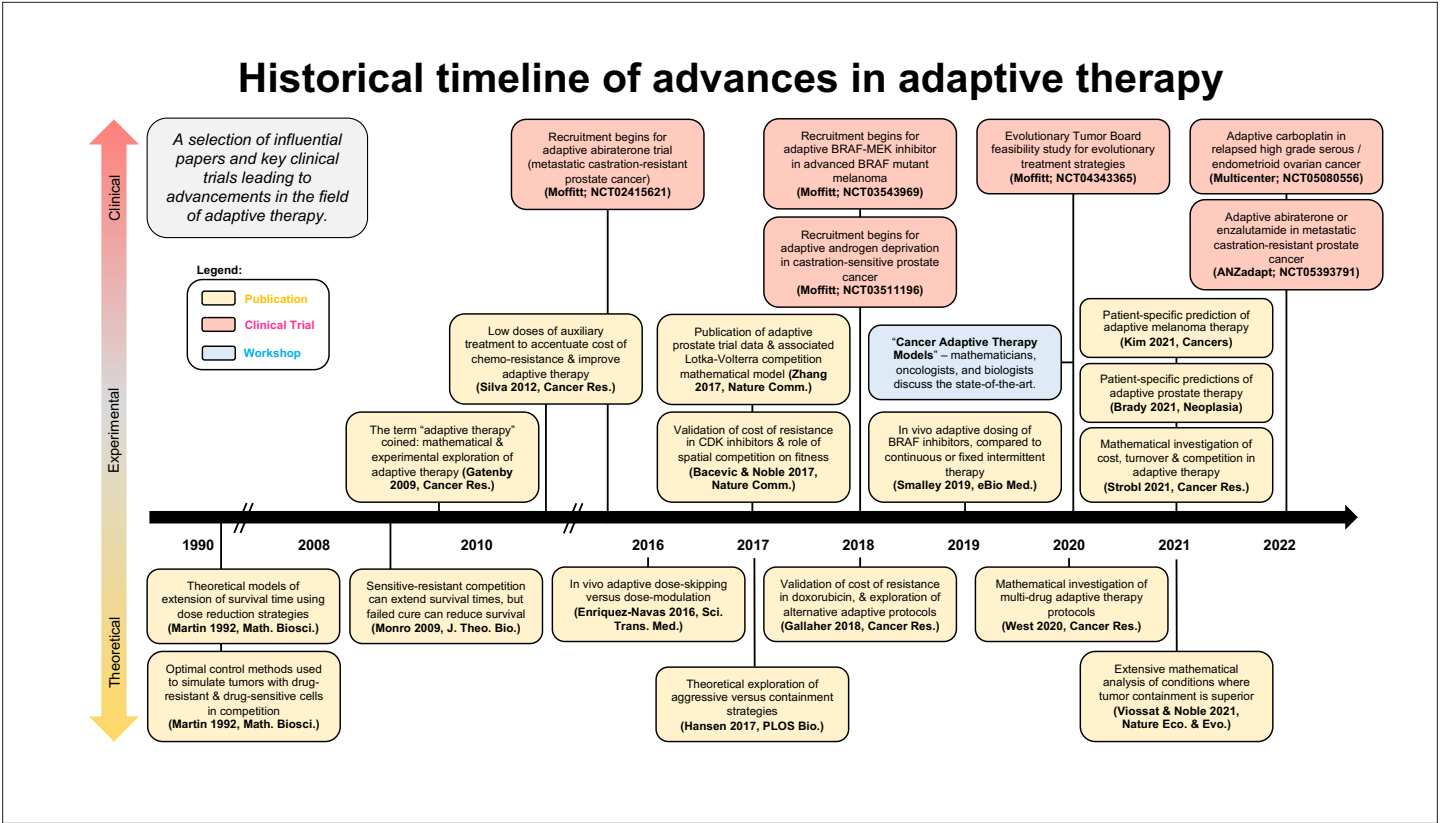 Historical timeline of advances in adaptive therapy
Clinical
Experimental
Theoretical
A selection of influential
papers and key clinical
trials leading to
advancements in the field
of adaptive therapy.
Legend:
Publication
Clinical Trial
Workshop
Recruitment begins for
adaptive abiraterone trial
(metastatic castration-resistant
prostate cancer)
(Moffitt; NCT02415621)
Recruitment begins for
adaptive BRAF-MEK inhibitor
in advanced BRAF mutant
melanoma
(Moffitt; NCT03543969)
Evolutionary Tumor Board
feasibility study for evolutionary
treatment strategies
(Moffitt; NCT04343365)
Adaptive carboplatin in
relapsed high grade serous /
endometrioid ovarian cancer
(Multicenter; NCT05080556)
Recruitment begins for
adaptive androgen deprivation
in castration-sensitive prostate
cancer
(Moffitt; NCT03511196)
Adaptive abiraterone or
enzalutamide in metastatic
castration-resistant prostate
cancer
(ANZadapt; NCT05393791)
Low doses of auxiliary
treatment to accentuate cost of
chemo-resistance & improve
adaptive therapy
(Silva 2012, Cancer Res.)
Publication of adaptive
prostate trial data & associated
Lotka-Volterra competition
mathematical model (Zhang
2017, Nature Comm.)
"Cancer Adaptive Therapy
Models" – mathematicians,
oncologists, and biologists
discuss the state-of-the-art.
Patient-specific prediction of
adaptive melanoma therapy
(Kim 2021, Cancers)
Patient-specific predictions of
adaptive prostate therapy
(Brady 2021, Neoplasia)
The term “adaptive therapy”
coined: mathematical &
experimental exploration of
adaptive therapy (Gatenby
2009, Cancer Res.)
Validation of cost of resistance
in CDK inhibitors & role of
spatial competition on fitness
(Bacevic & Noble 2017,
Nature Comm.)
In vivo adaptive dosing of
BRAF inhibitors, compared to
continuous or fixed intermittent
therapy
(Smalley 2019, eBio Med.)
Mathematical investigation of
cost, turnover & competition in
adaptive therapy
(Strobl 2021, Cancer Res.)
1990
2008
2010
2016
2017
2018
2019
2020
2021
2022
Theoretical models of
extension of survival time using
dose reduction strategies
(Martin 1992, Math. Biosci.)
Sensitive-resistant competition
can extend survival times, but
failed cure can reduce survival
(Monro 2009, J. Theo. Bio.)
In vivo adaptive dose-skipping
versus dose-modulation
(Enriquez-Navas 2016, Sci.
Trans. Med.)
Validation of cost of resistance
in doxorubicin, & exploration of
alternative adaptive protocols
(Gallaher 2018, Cancer Res.)
Mathematical investigation of
multi-drug adaptive therapy
protocols
(West 2020, Cancer Res.)
Optimal control methods used
to simulate tumors with drug-
resistant & drug-sensitive cells
in competition
(Martin 1992, Math. Biosci.)
Theoretical exploration of
aggressive versus containment
strategies
(Hansen 2017, PLOS Bio.)
Extensive mathematical
analysis of conditions where
tumor containment is superior
(Viossat & Noble 2021,
Nature Eco. & Evo.)